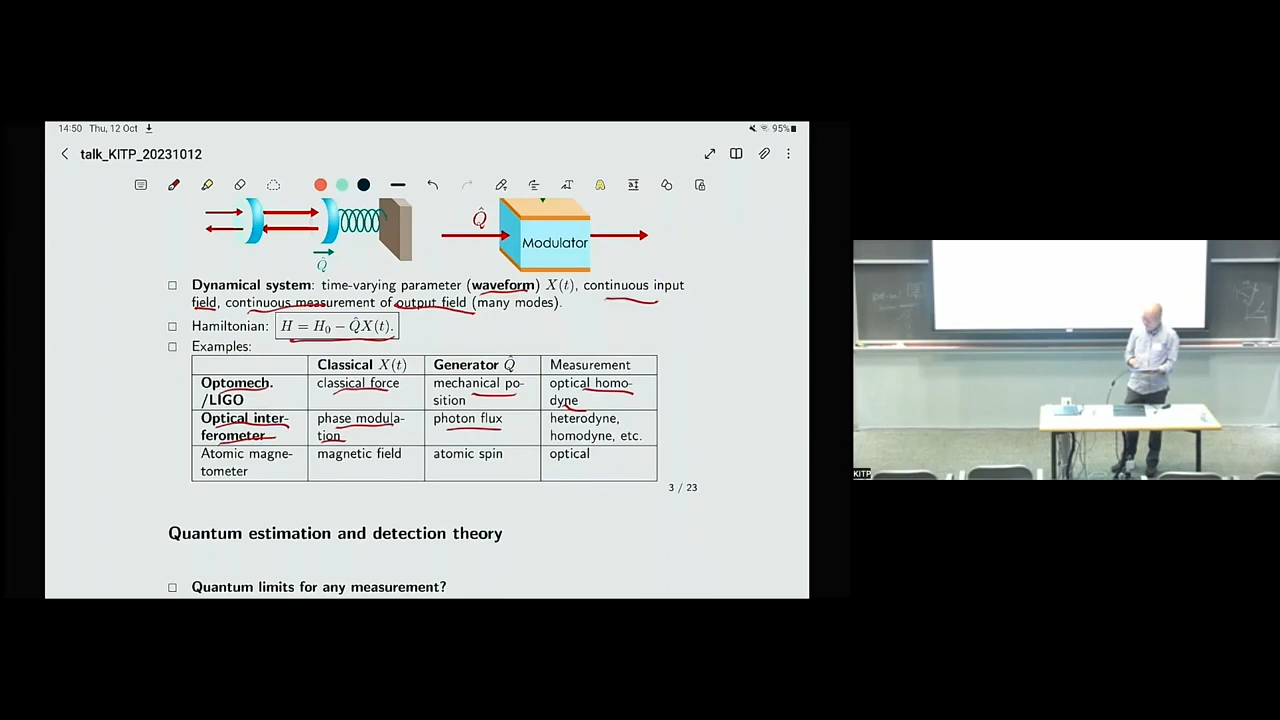 14:50 Thu, 12 Oct
95%
talk_KITP_20231012
Q̂
Modulator
Q̂
□ Dynamical system: time-varying parameter (waveform) X(t), continuous input
field, continuous measurement of output field (many modes).
□ Hamiltonian: H = H₀ − Q̂X(t).
□ Examples:
Classical X(t) Generator Q̂ Measurement
Optomech. classical force mechanical po- optical homo-
/LIGO sition dyne
Optical inter- phase modula- photon flux heterodyne,
ferometer tion homodyne, etc.
Atomic magne- magnetic field atomic spin optical
tometer
3 / 23
Quantum estimation and detection theory
□ Quantum limits for any measurement?
KITP